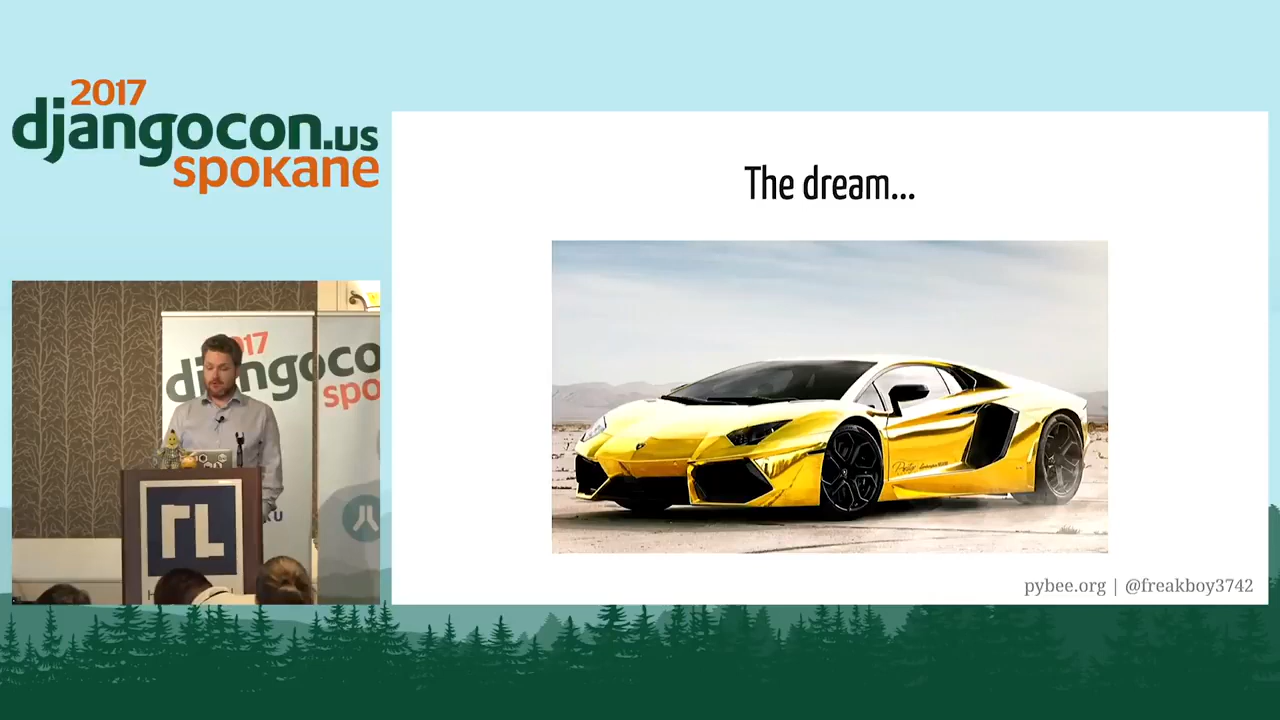 2017
djangocon.us
spokane
The dream...
2017
djangoco
spo
pybee.org | @freakboy3742